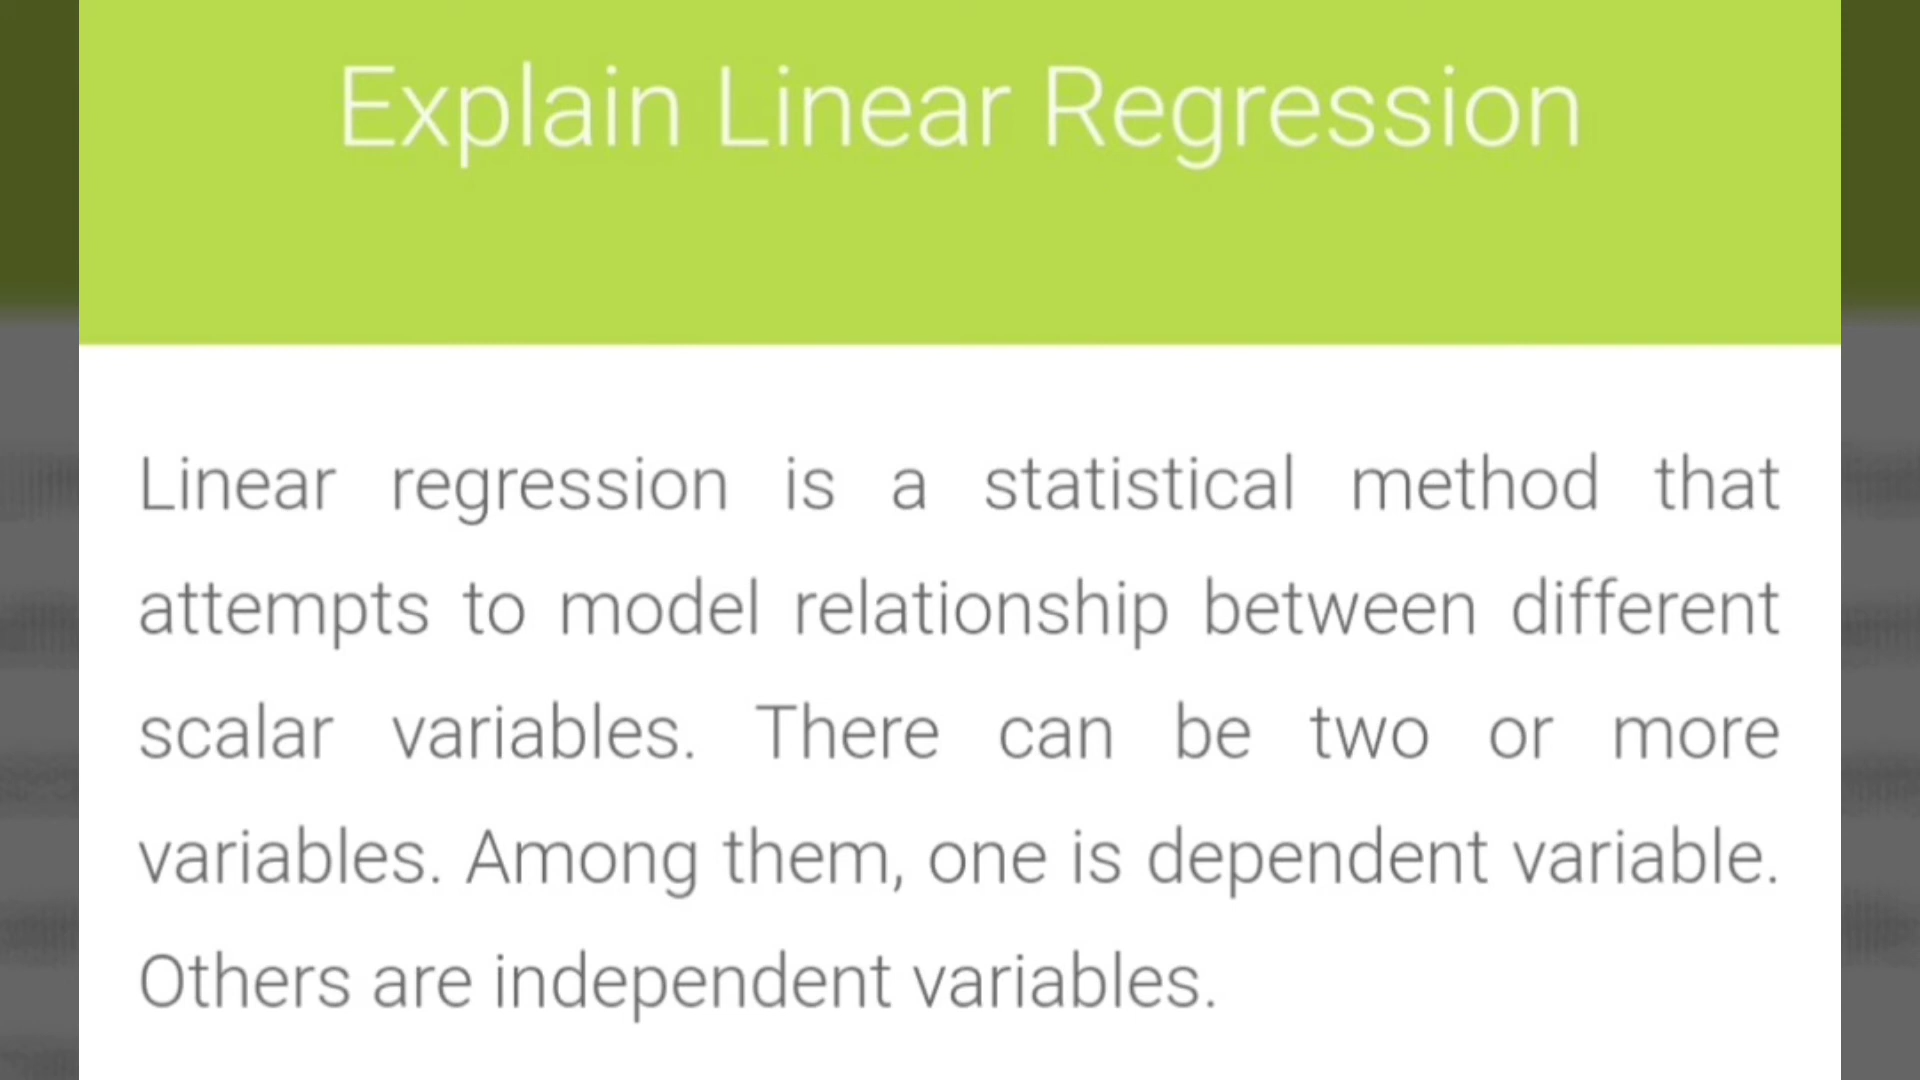 Explain Linear Regression
Linear regression is a statistical method that
attempts to model relationship between different
scalar variables. There can be two or more
variables. Among them, one is dependent variable.
Others are independent variables.